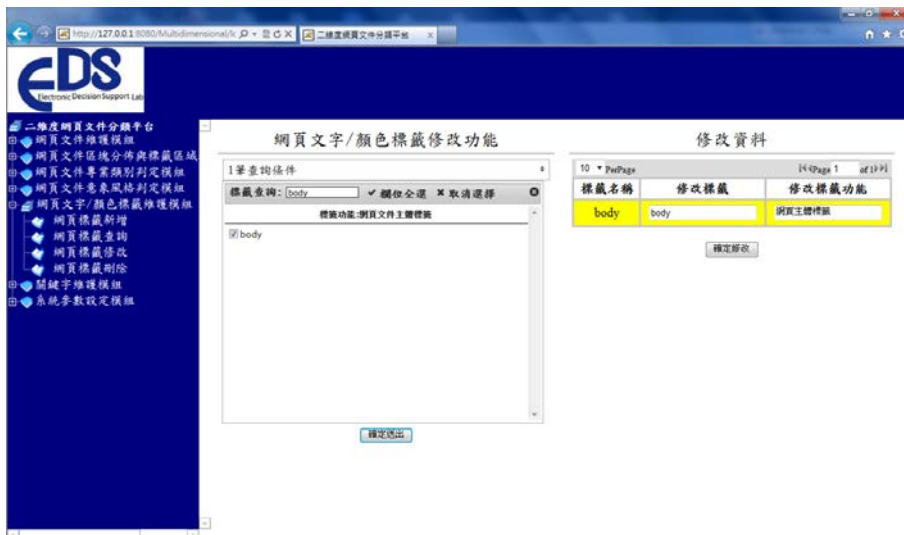 http://127.0.0.1:8080/Multidimensional/k
二維度網頁文件分類平台
EDS
Electronic Decision Support Lab
二維度網頁文件分類平台
網頁文件維護模組
網頁文件區塊分佈與標籤區域
網頁文件專業類別判定模組
網頁文件意象風格判定模組
網頁文字/顏色標籤維護模組
網頁標籤新增
網頁標籤查詢
網頁標籤修改
網頁標籤刪除
關鍵字維護模組
系統參數設定模組
網頁文字/顏色標籤修改功能
1筆查詢條件
標籤查詢: body 欄位全選 取消選擇
標籤功能:網頁文件主體標籤
body
確定送出
修改資料
10 PerPage Page 1 of 1
標籤名稱 修改標籤 修改標籤功能
body body 網頁主體標籤
確定修改